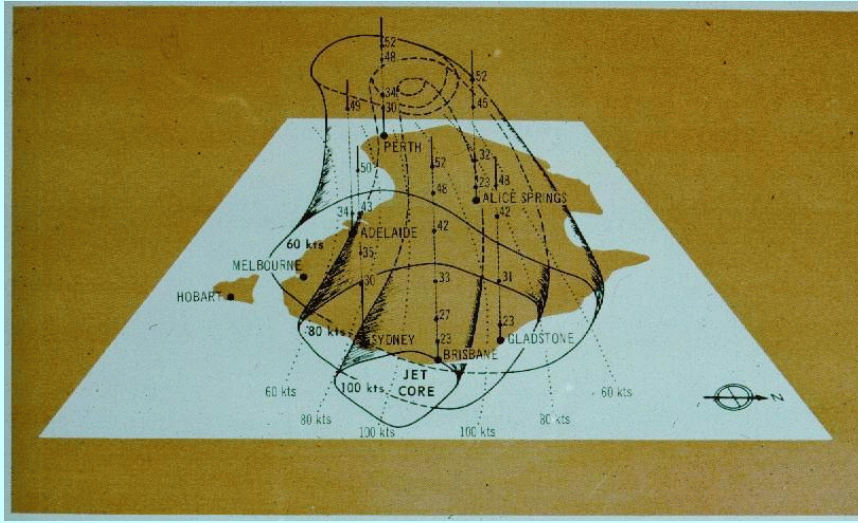 52
48
52
34
49
30
45
PERTH
52
32
50
48
23
43
ALICE SPRINGS
34
43
42
42
ADELAIDE
60 kts
35
MELBOURNE
30
33
31
HOBART
27
23
80 kts
SYDNEY
23
GLADSTONE
BRISBANE
JET
CORE
100 kts
60 kts
60 kts
N
80 kts
80 kts
100 kts
100 kts